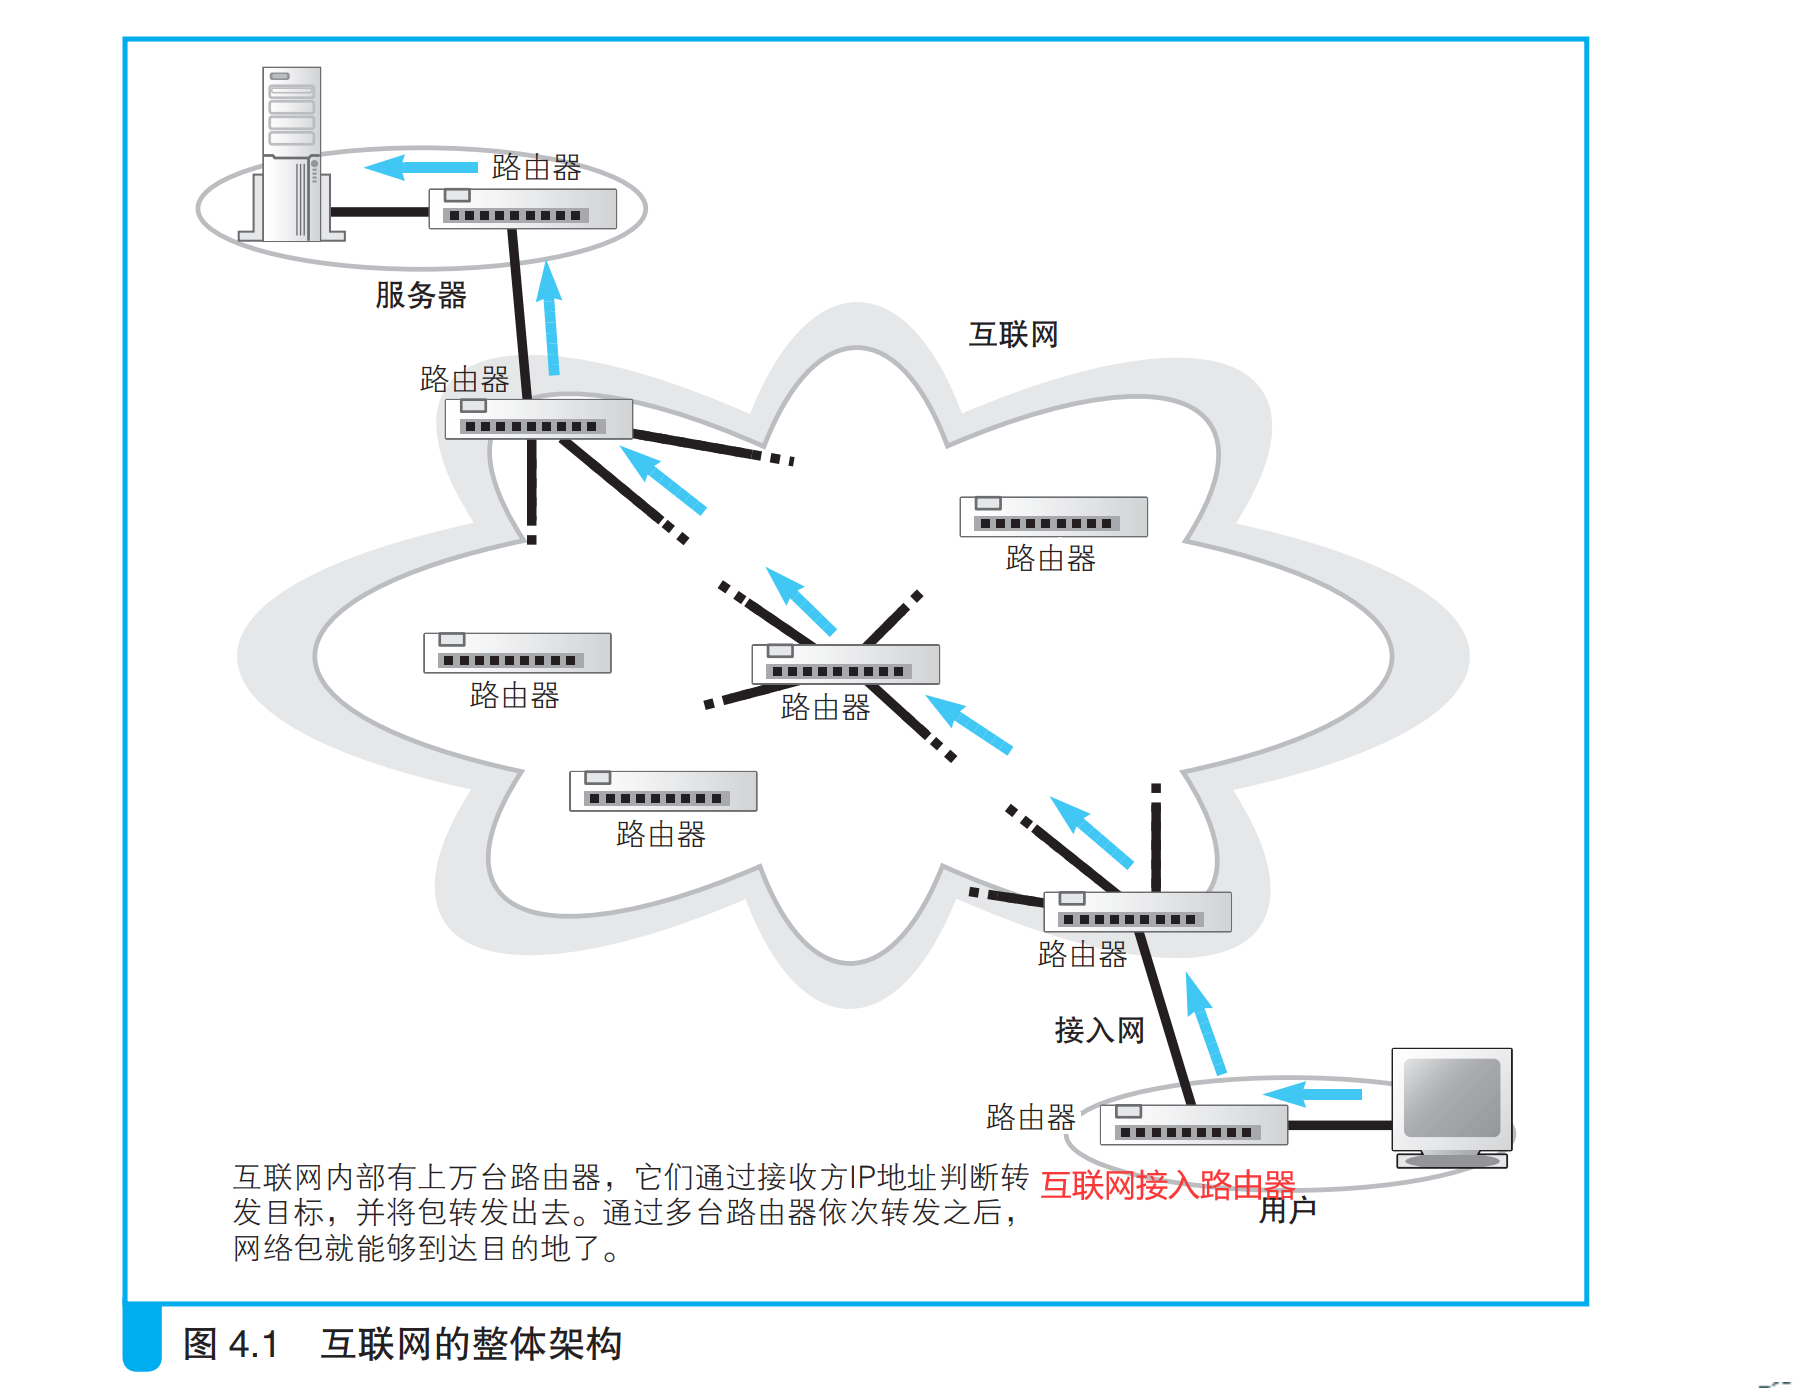 路由器
服务器
互联网
路由器
路由器
路由器
路由器
路由器
路由器
接入网
路由器
互联网接入路由器
用户
互联网内部有上万台路由器，它们通过接收方IP地址判断转
发目标，并将包转发出去。通过多台路由器依次转发之后，
网络包就能够到达目的地了。
图 4.1 互联网的整体架构